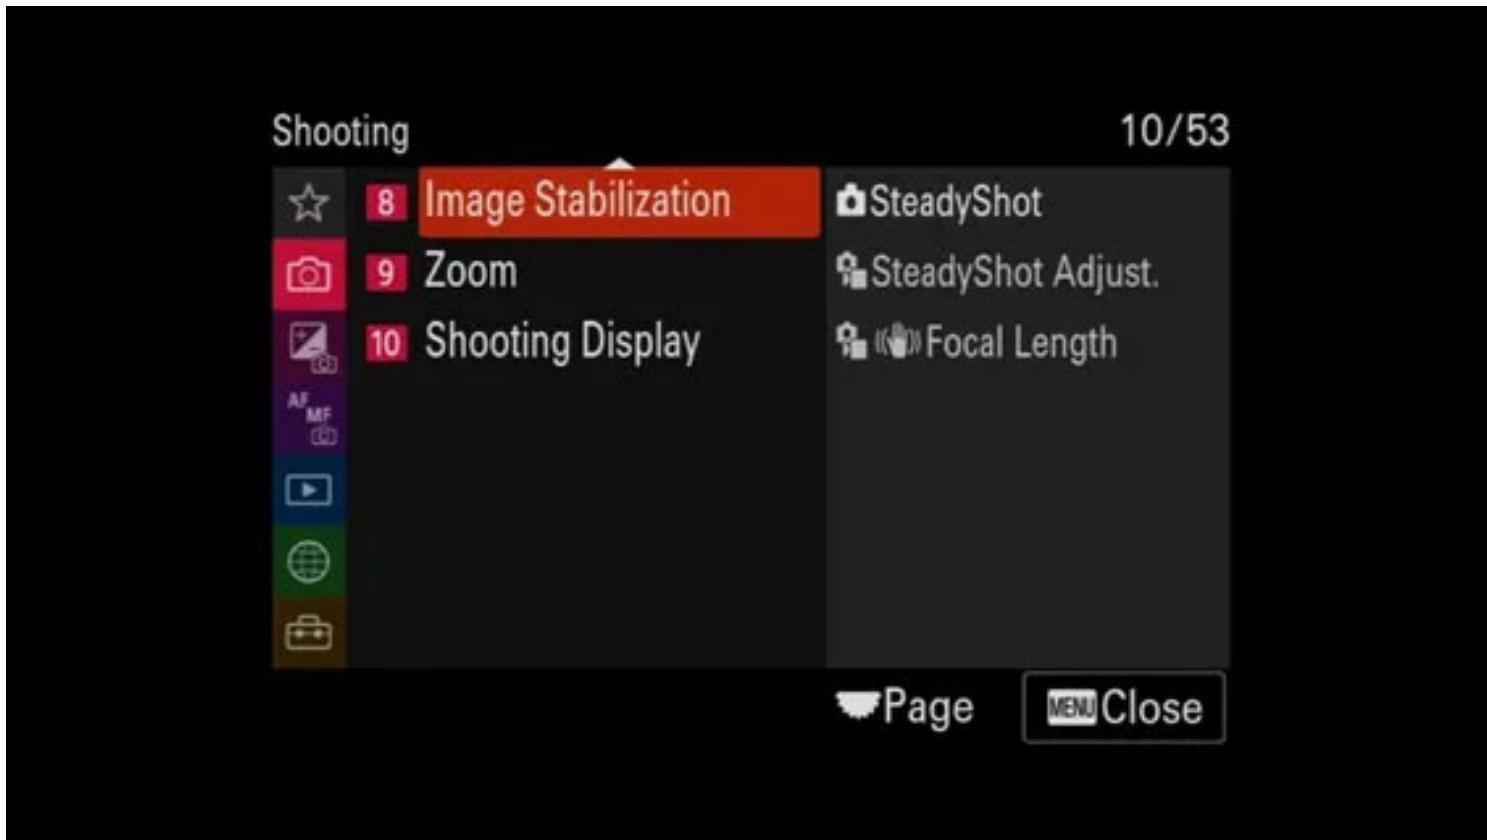 Shooting 10/53
8 Image Stabilization
9 Zoom
10 Shooting Display
AF
MF
SteadyShot
SteadyShot Adjust.
Focal Length
Page MENU Close